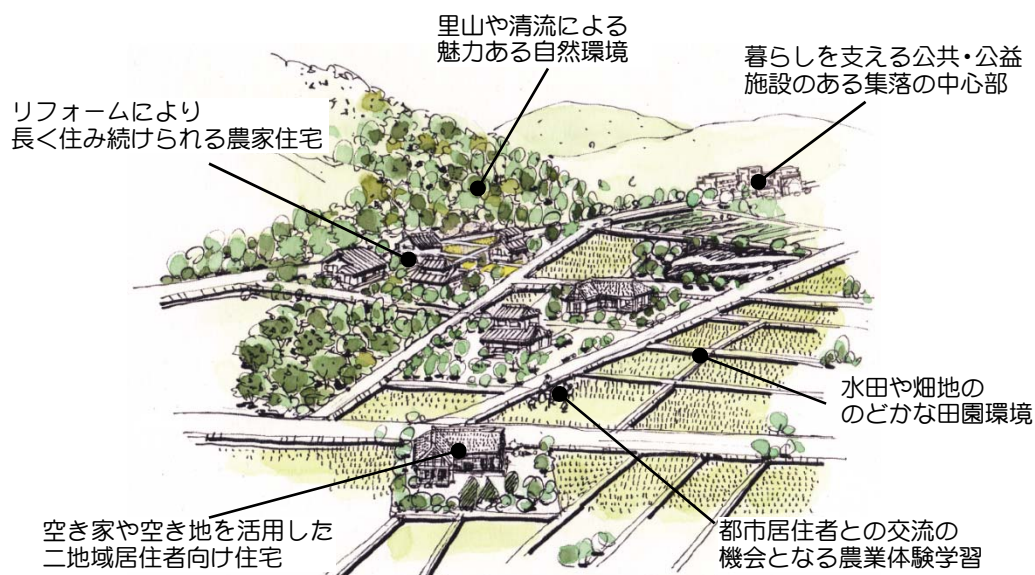 里山や清流による
魅力ある自然環境
暮らしを支える公共・公益
施設のある集落の中心部
リフォームにより
長く住み続けられる農家住宅
水田や畑地の
のどかな田園環境
空き家や空き地を活用した
二地域居住者向け住宅
都市居住者との交流の
機会となる農業体験学習